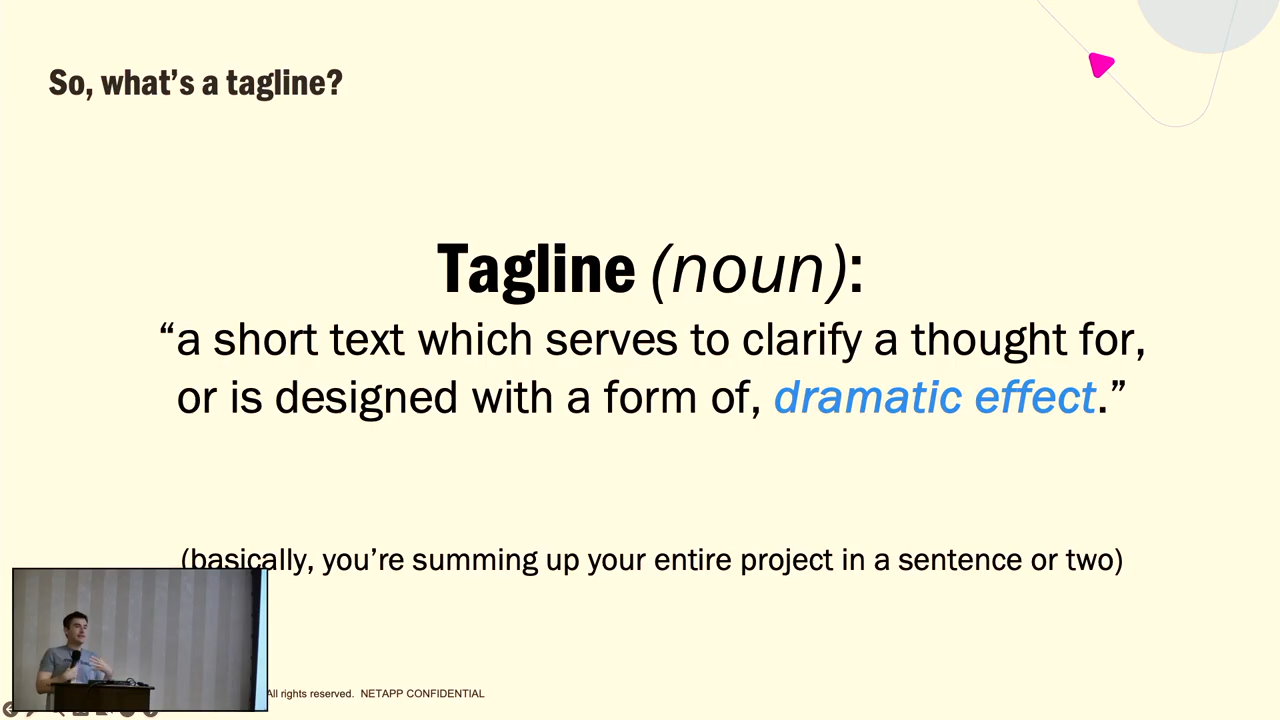 So, what’s a tagline?
Tagline (noun):
“a short text which serves to clarify a thought for,
or is designed with a form of, dramatic effect.”
(basically, you’re summing up your entire project in a sentence or two)
All rights reserved.  NETAPP CONFIDENTIAL